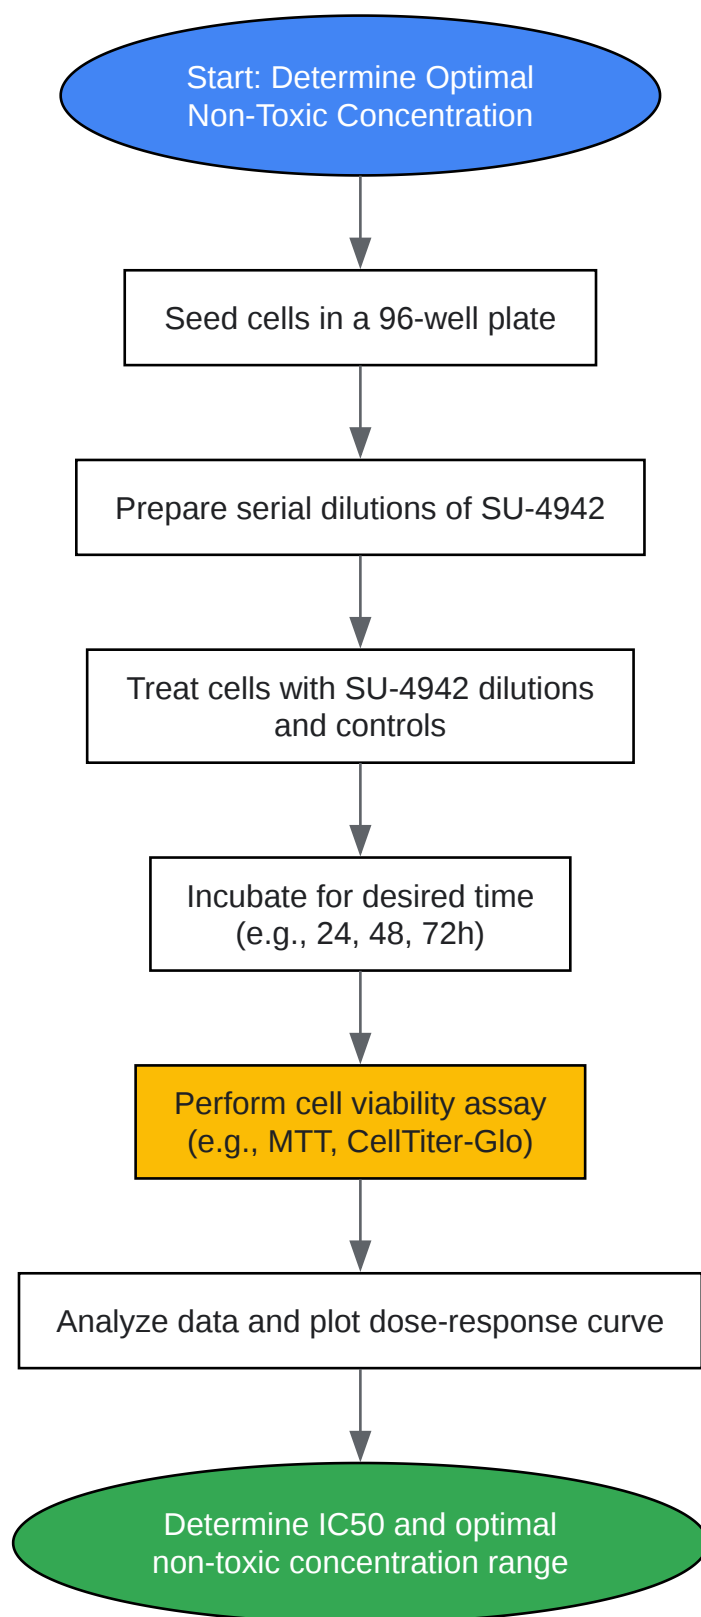 Start: Determine Optimal
Non-Toxic Concentration
Seed cells in a 96-well plate
Prepare serial dilutions of SU-4942
Treat cells with SU-4942 dilutions
and controls
Incubate for desired time
(e.g., 24, 48, 72h)
Perform cell viability assay
(e.g., MTT, CellTiter-Glo)
Analyze data and plot dose-response curve
Determine IC50 and optimal
non-toxic concentration range